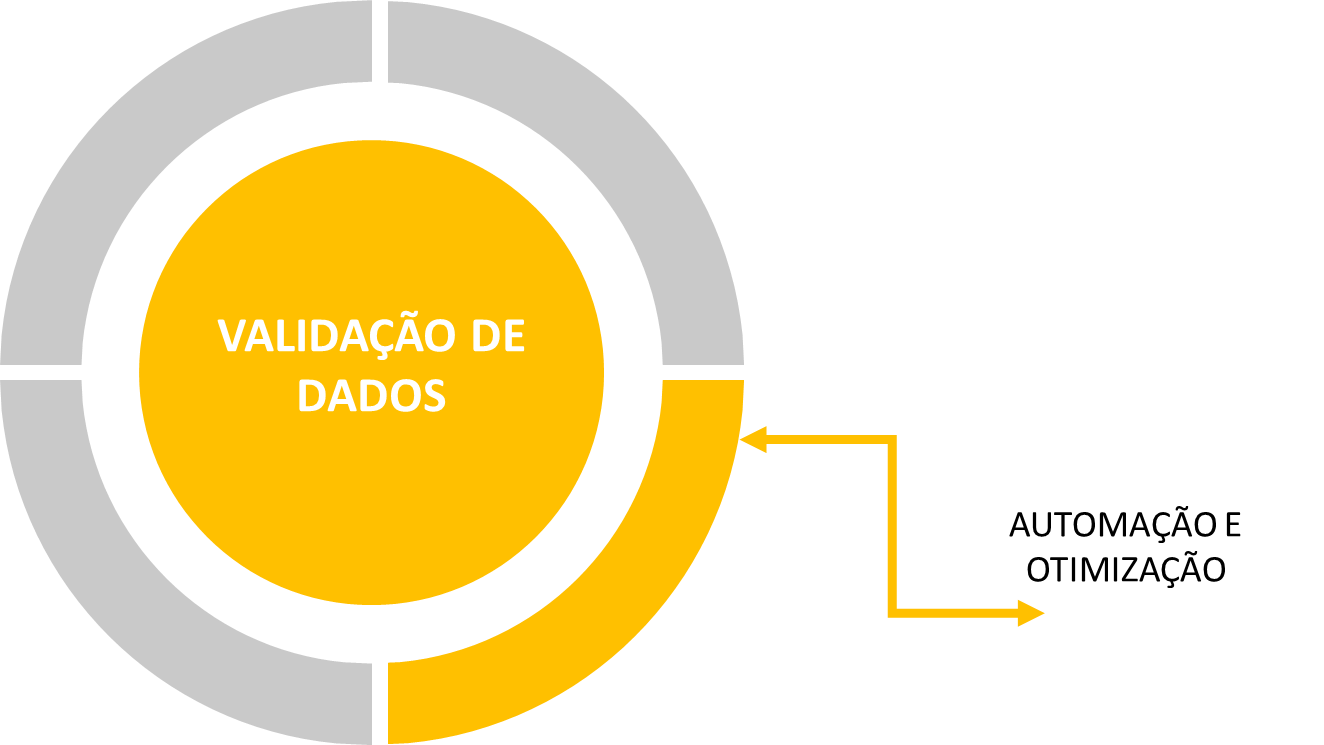 VALIDAÇÃO DE
DADOS
AUTOMAÇÃO E
OTIMIZAÇÃO